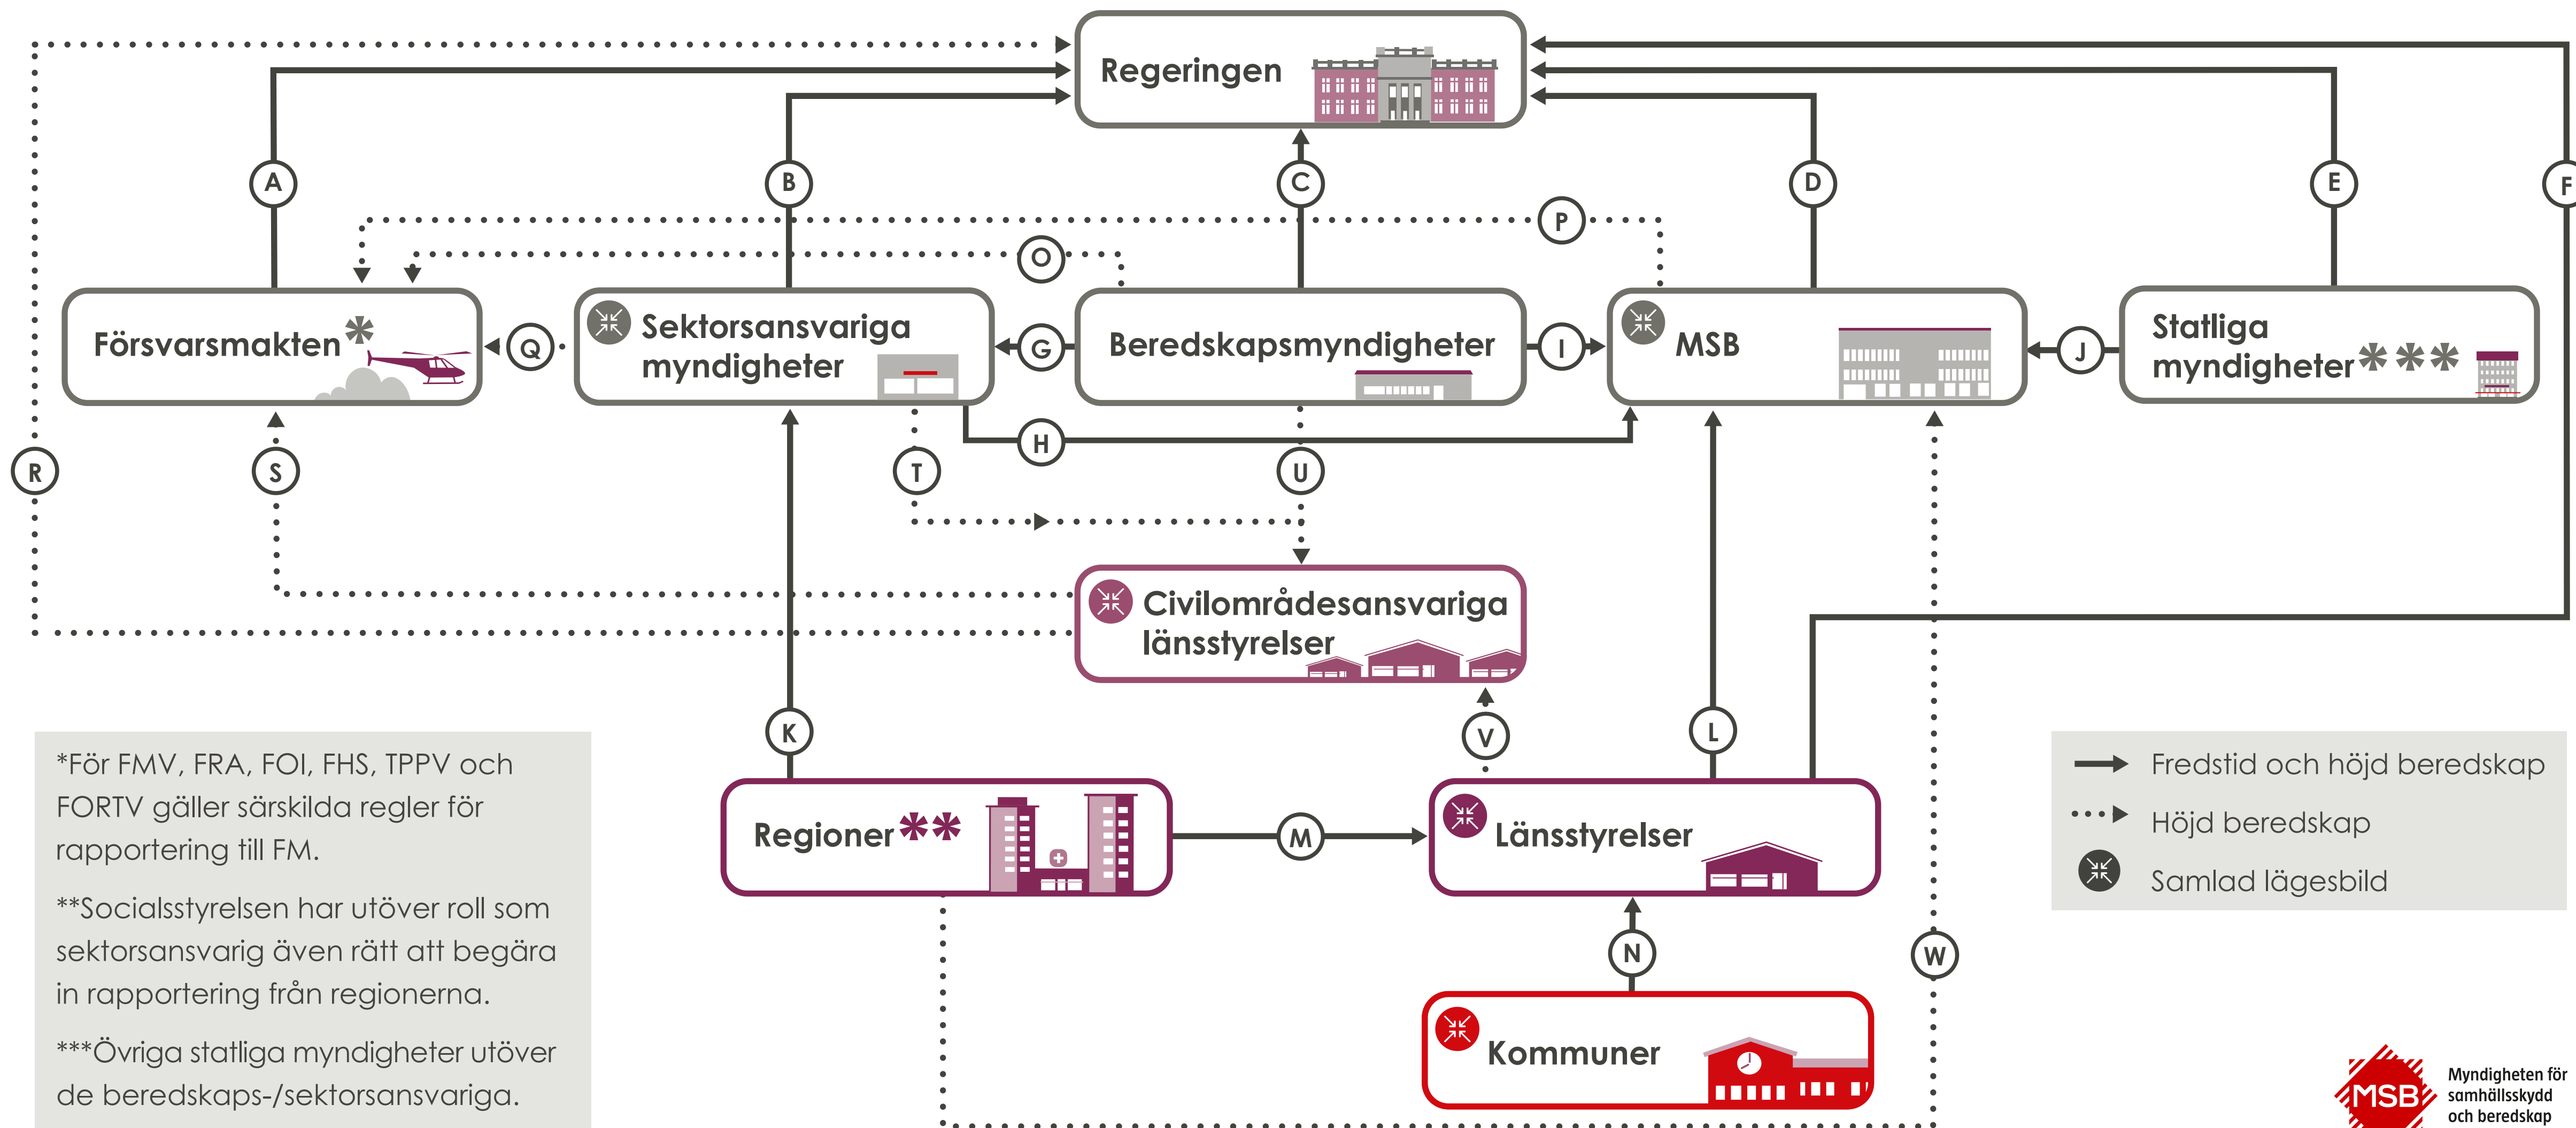 Regeringen
A
B
C
D
E
F
P
O
Försvarsmakten*
Q
Sektorsansvariga
myndigheter
G
Beredskapsmyndigheter
I
MSB
J
Statliga
myndigheter***
H
R
S
T
U
Civilområdesansvariga
länsstyrelser
K
V
L
*För FMV, FRA, FOI, FHS, TPPV och
FORTV gäller särskilda regler för
rapportering till FM.
**Socialsstyrelsen har utöver roll som
sektorsansvarig även rätt att begära
in rapportering från regionerna.
***Övriga statliga myndigheter utöver
de beredskaps-/sektorsansvariga.
Regioner**
M
Länsstyrelser
Fredstid och höjd beredskap
Höjd beredskap
Samlad lägesbild
N
W
Kommuner
MSB
Myndigheten för
samhällsskydd
och beredskap